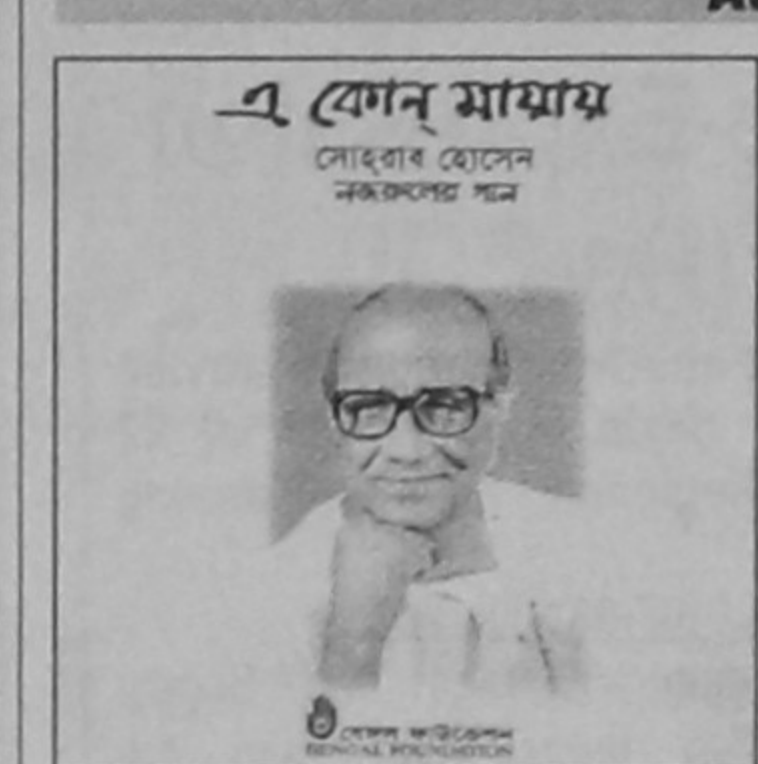 এ কোন্ মায়ায়
সোহরাব হোসেন
নজরুলের গান
বেঙ্গল ফাউন্ডেশন
BENGAL FOUNDATION